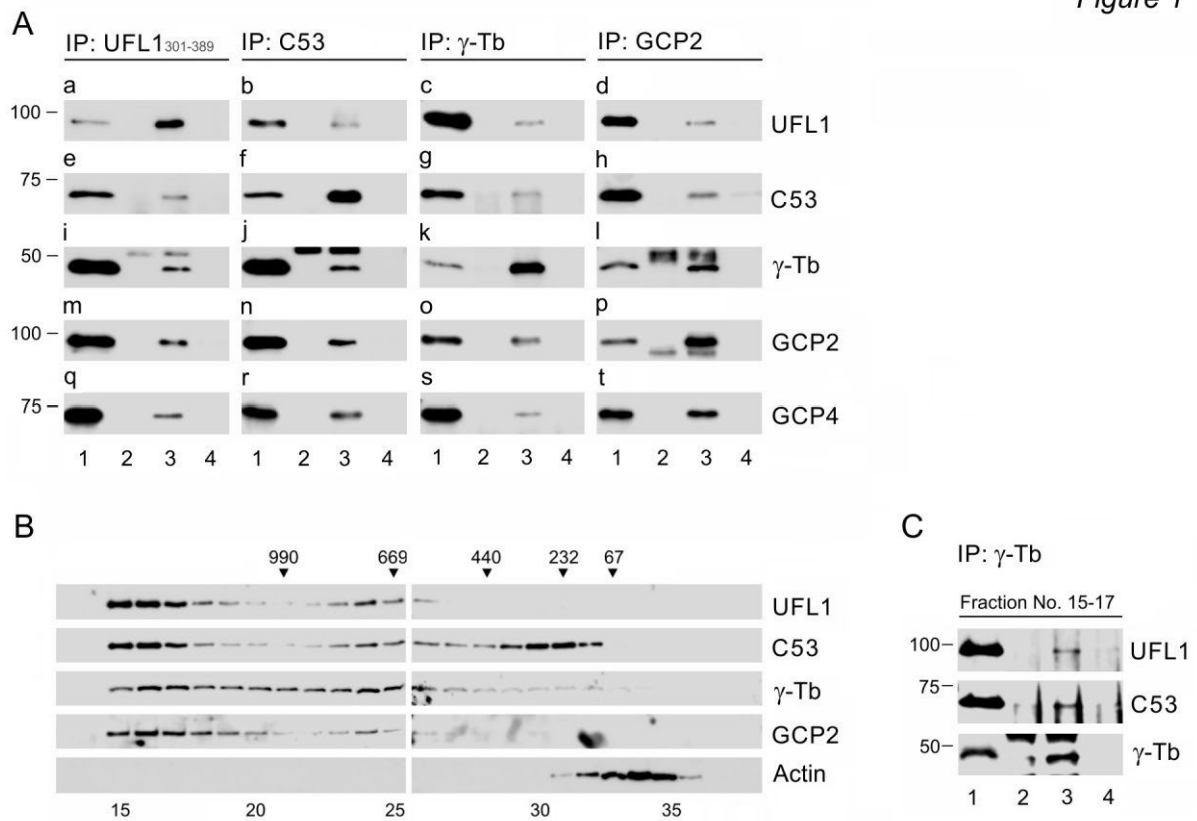 Figure 1
A
IP: UFL1301-389 IP: C53 IP: γ-Tb IP: GCP2
a b c d
100 UFL1
e f g h
75 C53
i j k l
50 γ-Tb
m n o p
100 GCP2
q r s t
75 GCP4
1 2 3 4 1 2 3 4 1 2 3 4 1 2 3 4
B
990 669 440 232 67
UFL1
C53
γ-Tb
GCP2
Actin
15 20 25 30 35
C
IP: γ-Tb
Fraction No. 15-17
100 UFL1
75 C53
50 γ-Tb
1 2 3 4